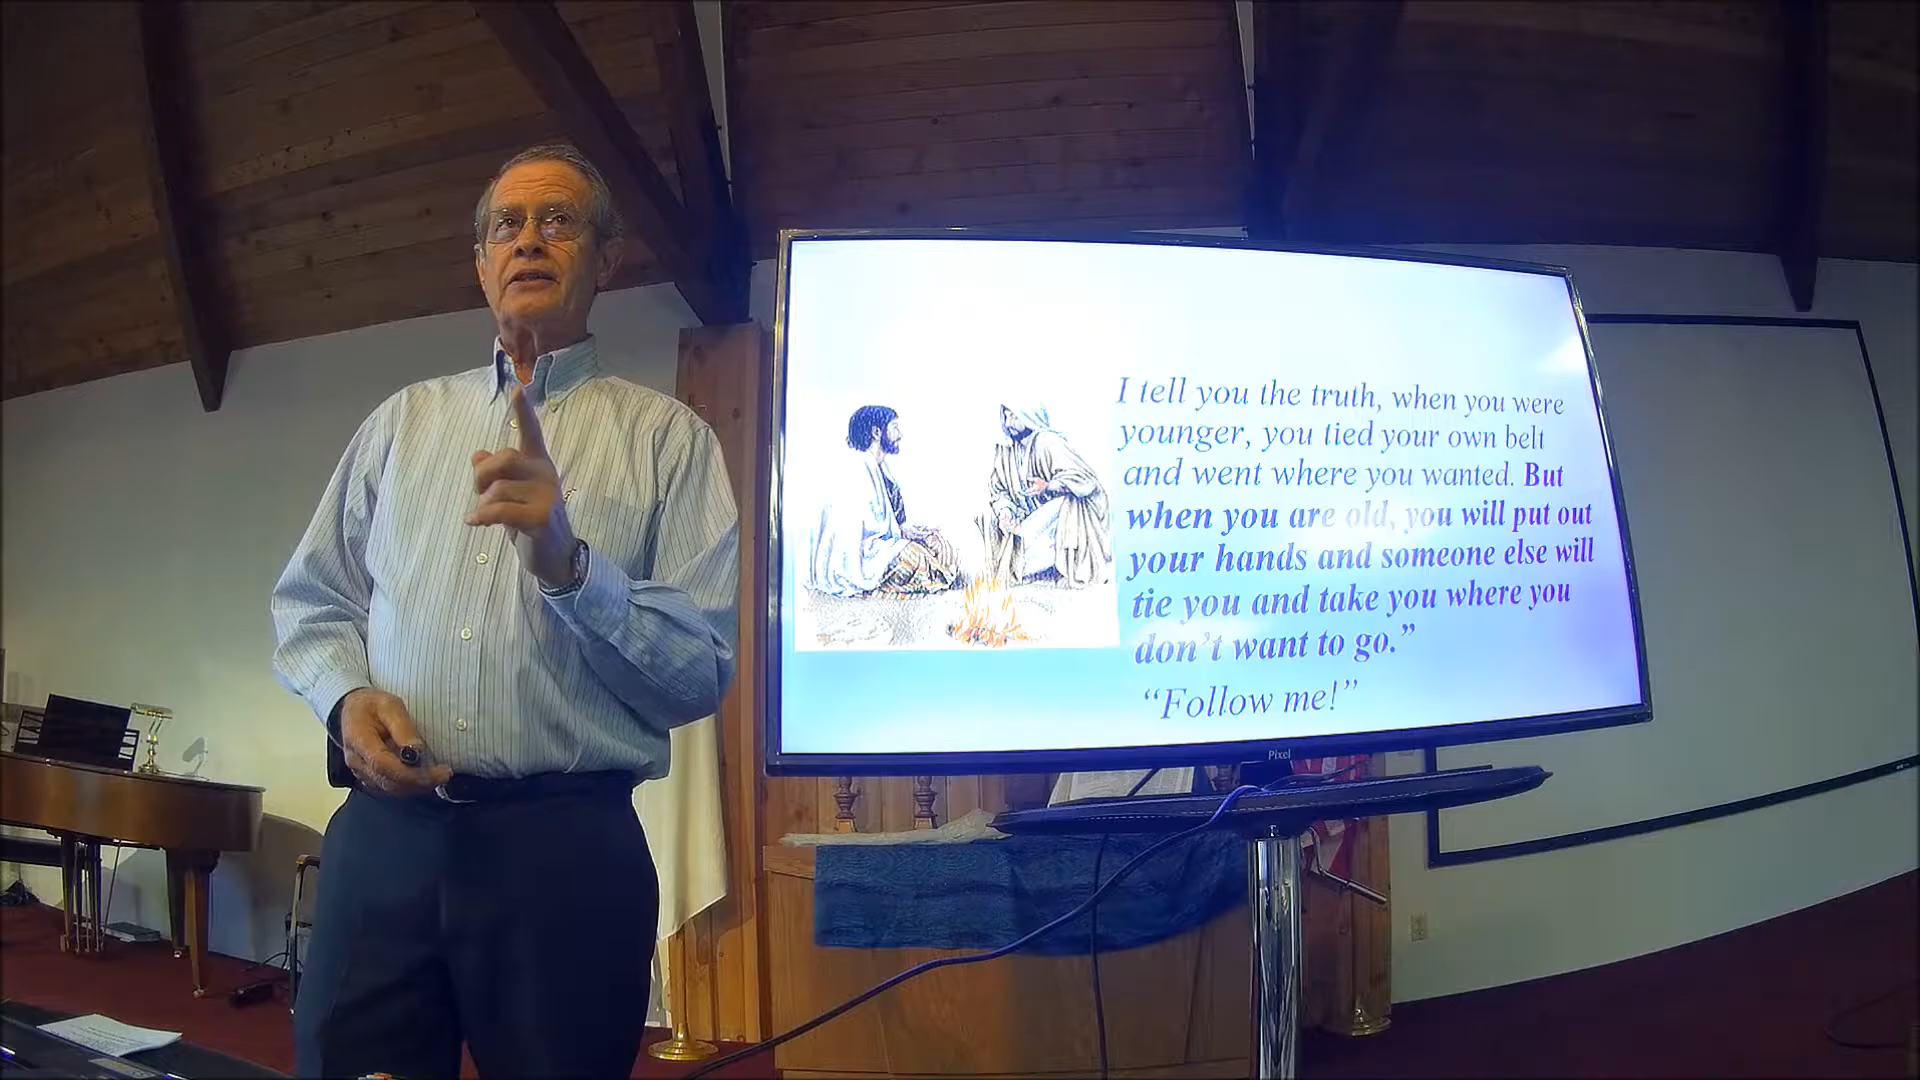 I tell you the truth, when you were
younger, you tied your own belt
and went where you wanted. But
when you are old, you will put out
your hands and someone else will
tie you and take you where you
don't want to go.”
“Follow me!”
Pixel